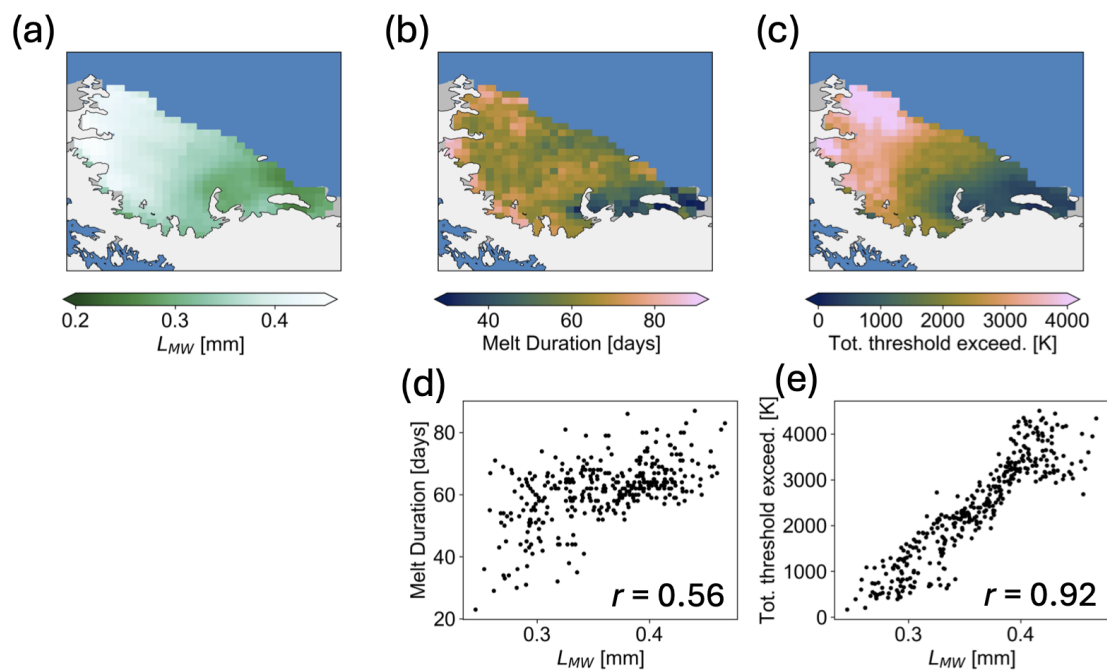 (a)
(b)
(c)
0.2 0.3 0.4
L_MW [mm]
40 60 80
Melt Duration [days]
0 1000 2000 3000 4000
Tot. threshold exceed. [K]
(d)
Melt Duration [days]
80
60
40
20
r = 0.56
0.3 0.4
L_MW [mm]
(e)
Tot. threshold exceed. [K]
4000
3000
2000
1000
0
r = 0.92
0.3 0.4
L_MW [mm]